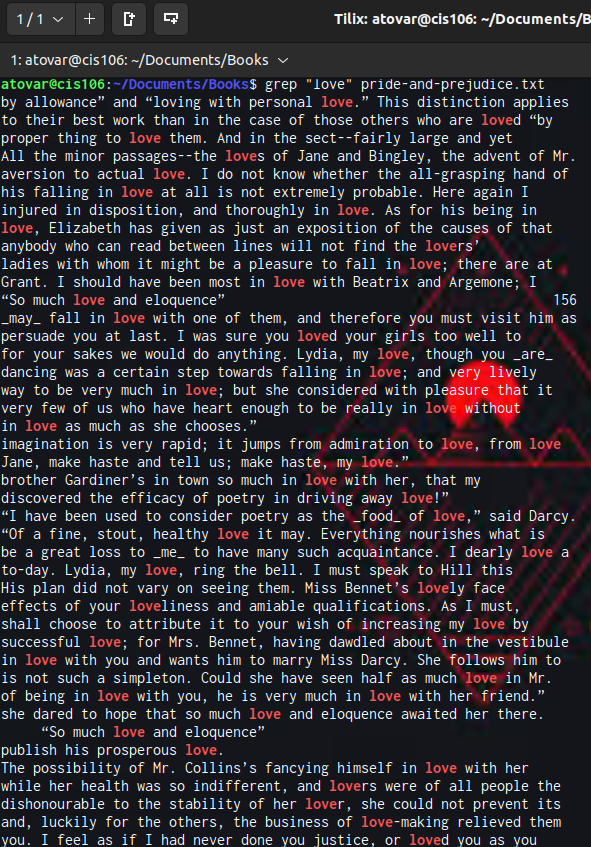 1 / 1
Tilix: atovar@cis106: ~/Documents/B
1: atovar@cis106: ~/Documents/Books
atovar@cis106:~/Documents/Books$ grep "love" pride-and-prejudice.txt
by allowance” and “loving with personal love.” This distinction applies
to their best work than in the case of those others who are loved “by
proper thing to love them. And in the sect--fairly large and yet
All the minor passages--the loves of Jane and Bingley, the advent of Mr.
aversion to actual love. I do not know whether the all-grasping hand of
his falling in love at all is not extremely probable. Here again I
injured in disposition, and thoroughly in love. As for his being in
love, Elizabeth has given as just an exposition of the causes of that
anybody who can read between lines will not find the lovers’
ladies with whom it might be a pleasure to fall in love; there are at
Grant. I should have been most in love with Beatrix and Argemone; I
“So much love and eloquence” 156
_may_ fall in love with one of them, and therefore you must visit him as
persuade you at last. I was sure you loved your girls too well to
for your sakes we would do anything. Lydia, my love, though you _are_
dancing was a certain step towards falling in love; and very lively
way to be very much in love; but she considered with pleasure that it
very few of us who have heart enough to be really in love without
in love as much as she chooses.”
imagination is very rapid; it jumps from admiration to love, from love
Jane, make haste and tell us; make haste, my love.”
brother Gardiner’s in town so much in love with her, that my
discovered the efficacy of poetry in driving away love!”
“I have been used to consider poetry as the _food_ of love,” said Darcy.
“Of a fine, stout, healthy love it may. Everything nourishes what is
be a great loss to _me_ to have many such acquaintance. I dearly love a
to-day. Lydia, my love, ring the bell. I must speak to Hill this
His plan did not vary on seeing them. Miss Bennet’s lovely face
effects of your loveliness and amiable qualifications. As I must,
shall choose to attribute it to your wish of increasing my love by
successful love; for Mrs. Bennet, having dawdled about in the vestibule
in love with you and wants him to marry Miss Darcy. She follows him to
is not such a simpleton. Could she have seen half as much love in Mr.
of being in love with you, he is very much in love with her friend.”
she dared to hope that so much love and eloquence awaited her there.
“So much love and eloquence”
publish his prosperous love.
The possibility of Mr. Collins’s fancying himself in love with her
while her health was so indifferent, and lovers were of all people the
dishonourable to the stability of her lover, she could not prevent its
and, luckily for the others, the business of love-making relieved them
you. I feel as if I had never done you justice, or loved you as you